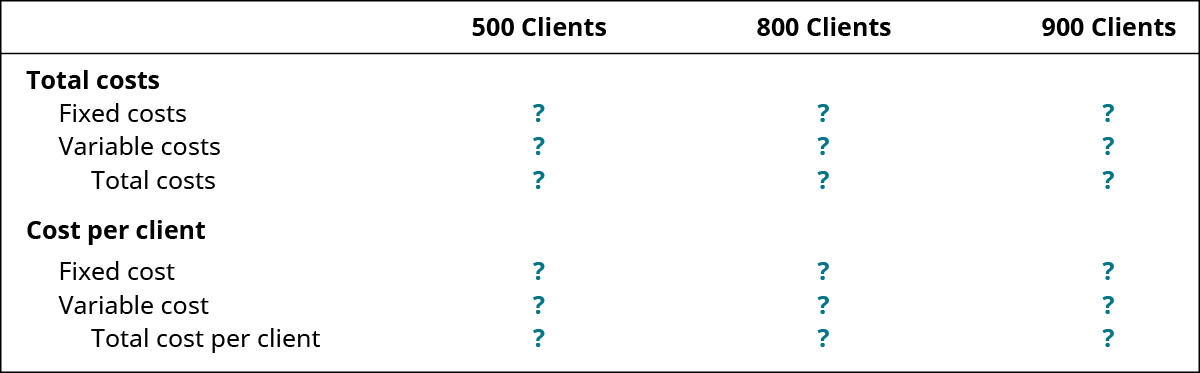 500 Clients 800 Clients 900 Clients
Total costs
Fixed costs ? ? ?
Variable costs ? ? ?
Total costs ? ? ?
Cost per client
Fixed cost ? ? ?
Variable cost ? ? ?
Total cost per client ? ? ?